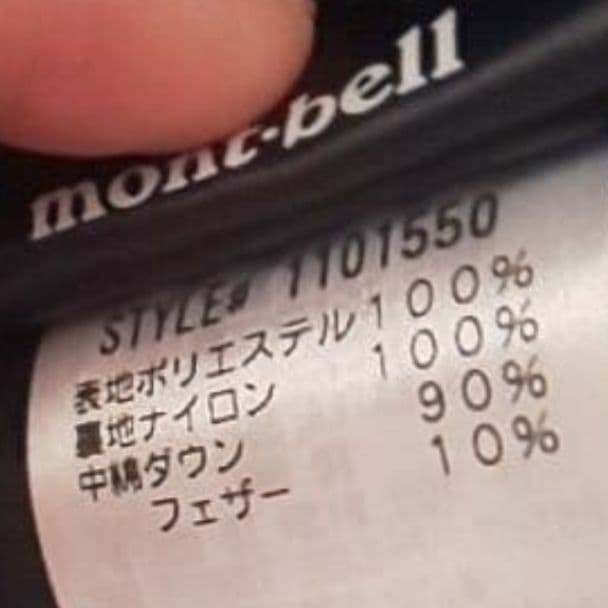 mont-bell
STYLE# 1101550
表地ポリエステル100%
裏地ナイロン 100%
中綿ダウン 90%
フェザー 10%